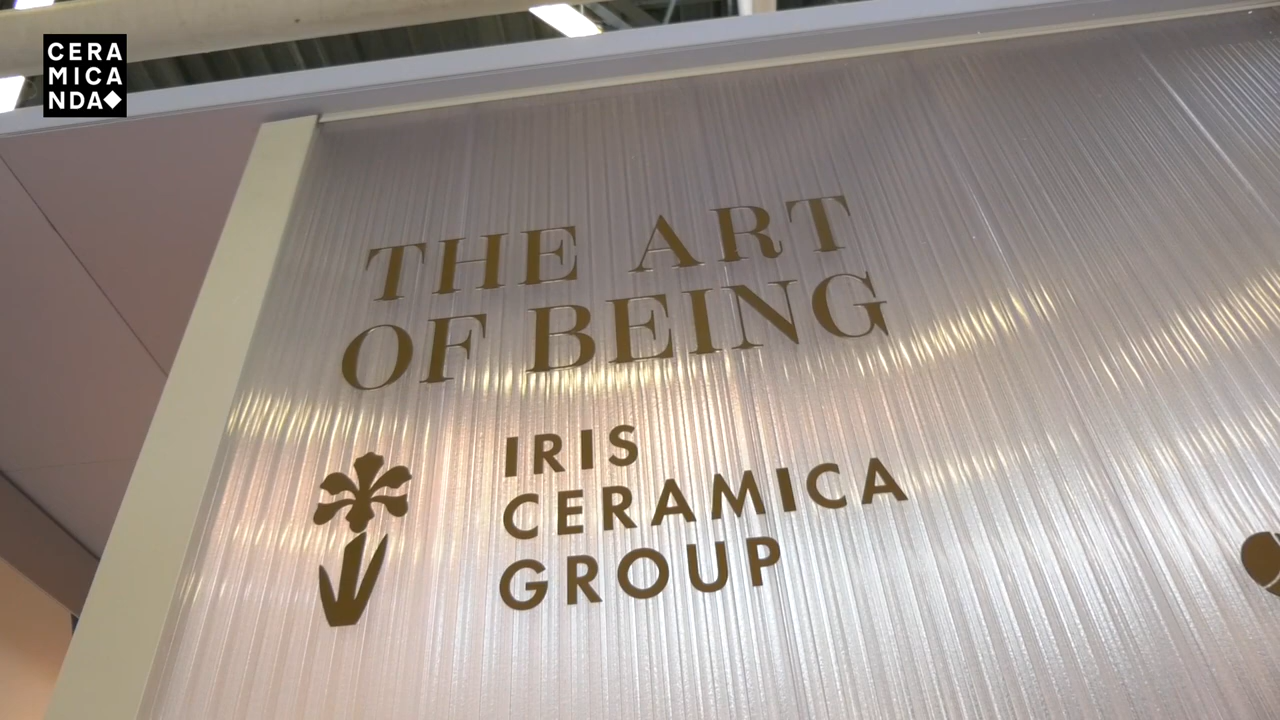 CERA
MICA
NDA
THE ART
OF BEING
IRIS
CERAMICA
GROUP